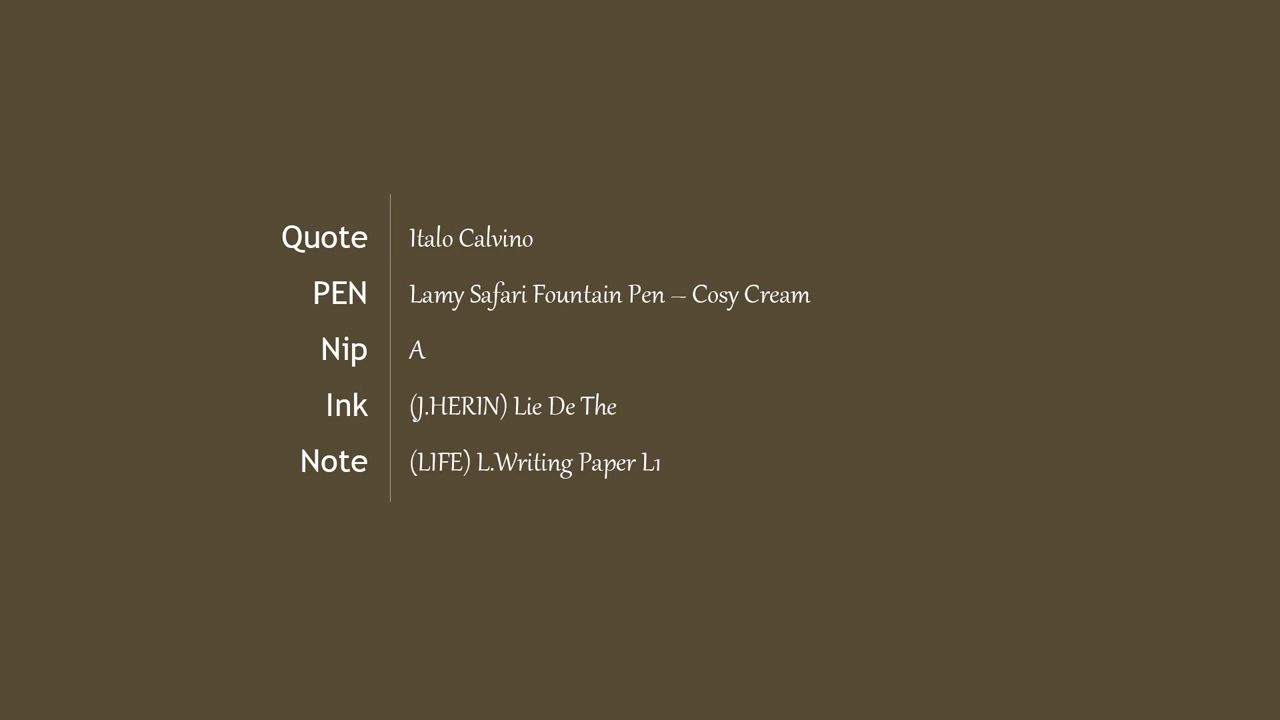 Quote Italo Calvino
PEN Lamy Safari Fountain Pen – Cosy Cream
Nip A
Ink (J.HERIN) Lie De The
Note (LIFE) L.Writing Paper L1